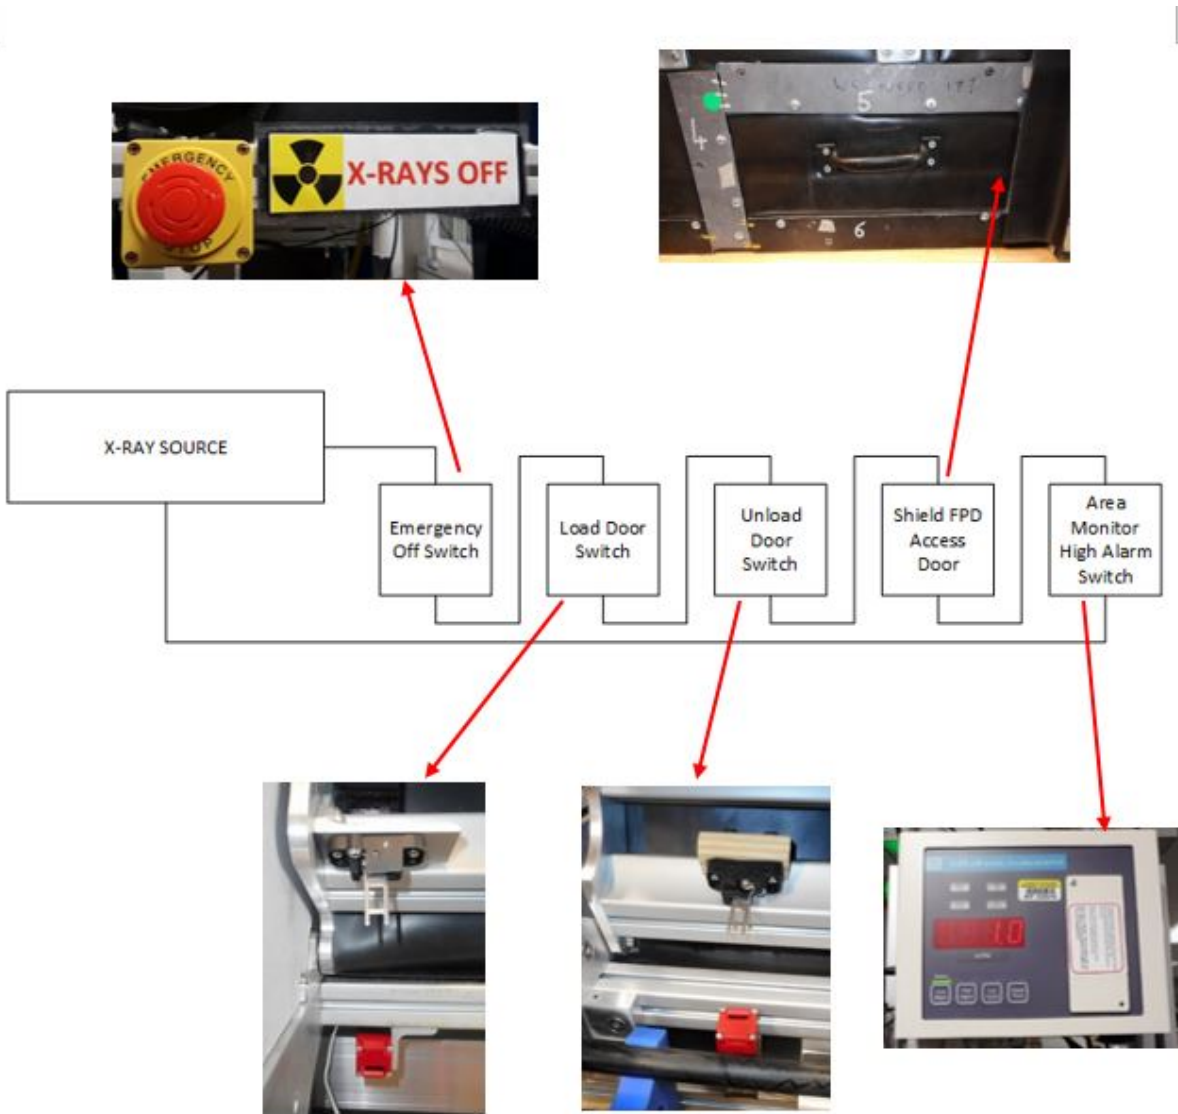 EMERGENCY
STOP
X-RAYS OFF
5
4
6
X-RAY SOURCE
Emergency
Off Switch
Load Door
Switch
Unload
Door
Switch
Shield FPD
Access
Door
Area
Monitor
High Alarm
Switch
1.0